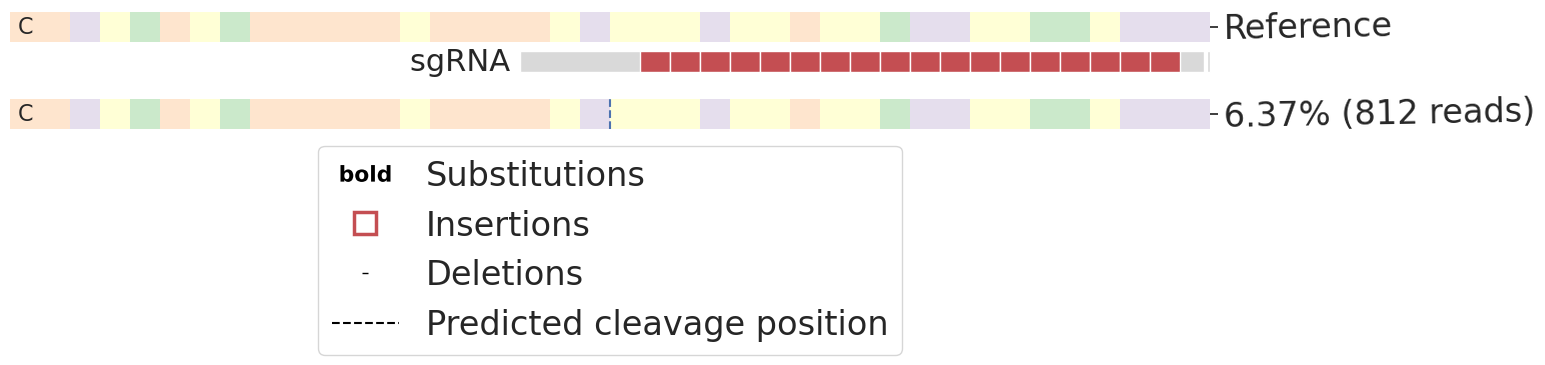 C Reference
sgRNA
C 6.37% (812 reads)
bold Substitutions
Insertions
- Deletions
Predicted cleavage position